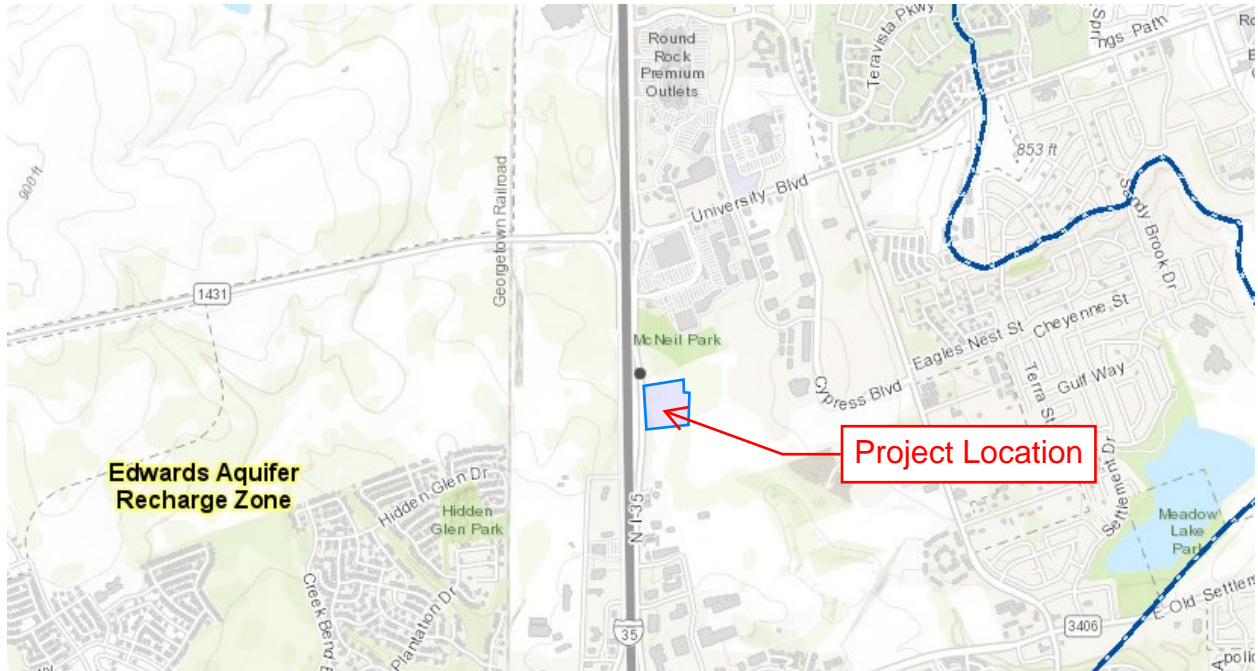 Round
Rock
Premium
Outlets
Teravista Pkwy
ngs Path
Spri
900 ft
Georgetown Railroad
853 ft
University Blvd
Sandy Brook Dr
1431
McNeil Park
Eagles Nest St
Cheyenne St
Cypress Blvd
Terra St
Gulf Way
Project Location
Edwards Aquifer
Recharge Zone
Hidden Glen Dr
Hidden
Glen Park
N I-35
Settlement Dr
Meadow
Lake
Park
Creek Bend B
Plantation Dr
35
3406
E Old Settlem